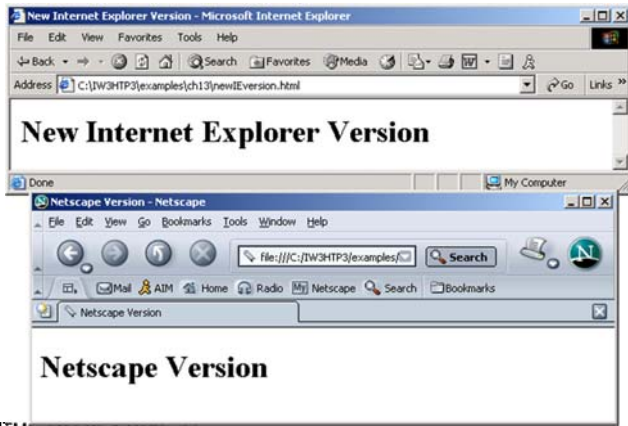 New Internet Explorer Version - Microsoft Internet Explorer
File Edit View Favorites Tools Help
Back Search Favorites Media
Address C:\IW3HTP3\examples\ch13\newIEversion.html Go Links »
New Internet Explorer Version
Done My Computer
Netscape Version - Netscape
File Edit View Go Bookmarks Tools Window Help
file:///C:/IW3HTP3/examples/ Search N
Mail AIM Home Radio My Netscape Search Bookmarks
Netscape Version
Netscape Version